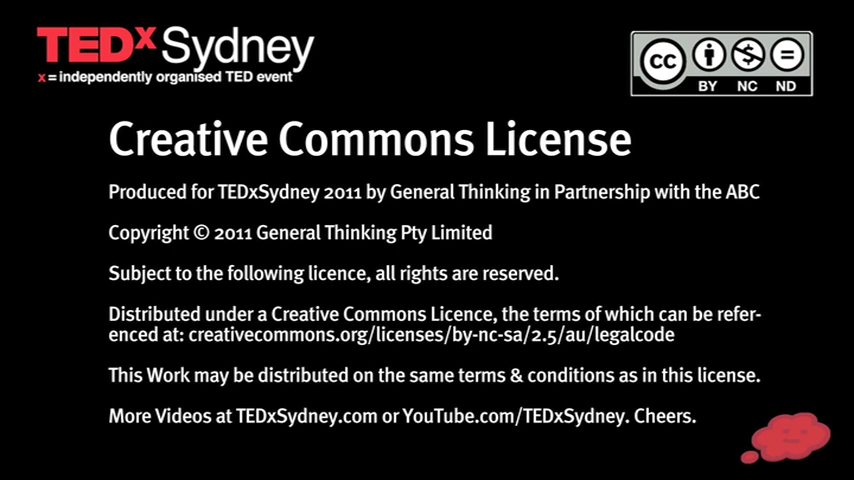 TEDxSydney
x = independently organised TED event
CC BY NC ND
Creative Commons License
Produced for TEDxSydney 2011 by General Thinking in Partnership with the ABC
Copyright © 2011 General Thinking Pty Limited
Subject to the following licence, all rights are reserved.
Distributed under a Creative Commons Licence, the terms of which can be refer-
enced at: creativecommons.org/licenses/by-nc-sa/2.5/au/legalcode
This Work may be distributed on the same terms & conditions as in this license.
More Videos at TEDxSydney.com or YouTube.com/TEDxSydney. Cheers.